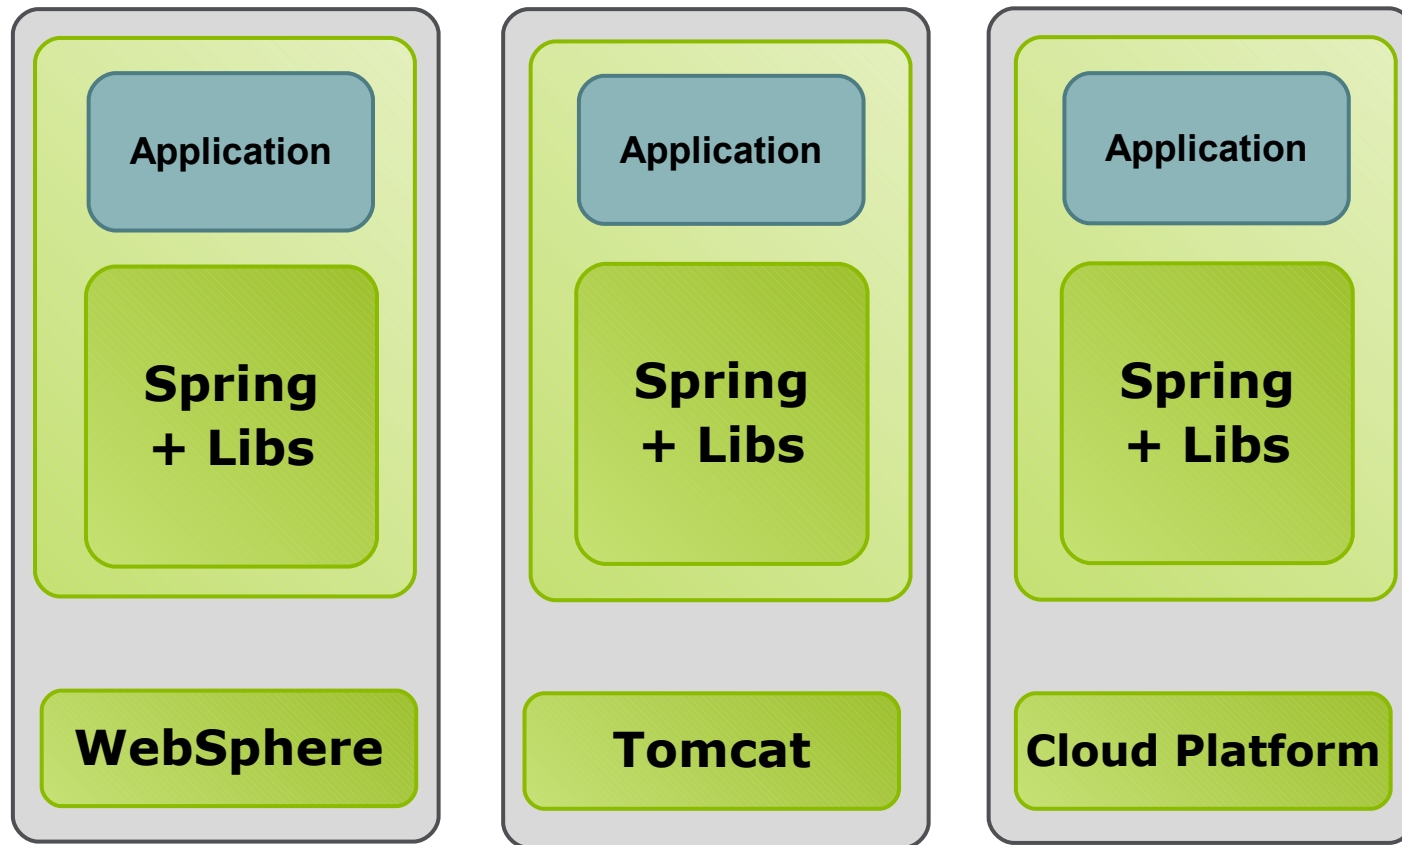 Application
Spring
+ Libs
WebSphere
Application
Spring
+ Libs
Tomcat
Application
Spring
+ Libs
Cloud Platform